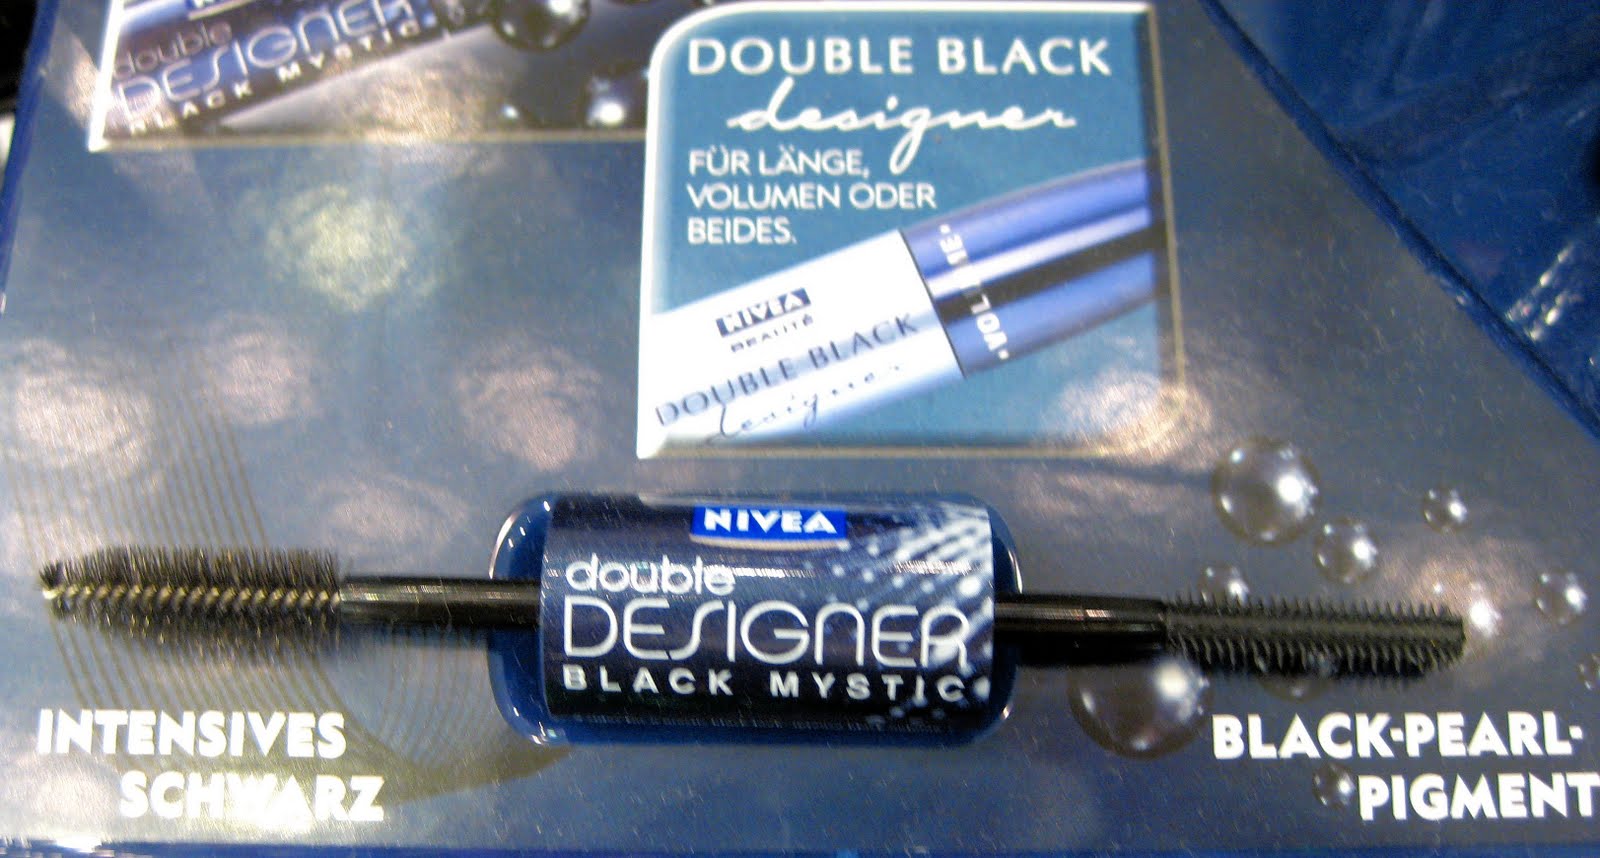 double
DESIGNER
BLACK MYSTIC
DOUBLE BLACK
designer
FÜR LÄNGE,
VOLUMEN ODER
BEIDES.
NIVEA
BEAUTÉ
DOUBLE BLACK
designer
NIVEA
double
DESIGNER
BLACK MYSTIC
INTENSIVES
SCHWARZ
BLACK-PEARL-
PIGMENT